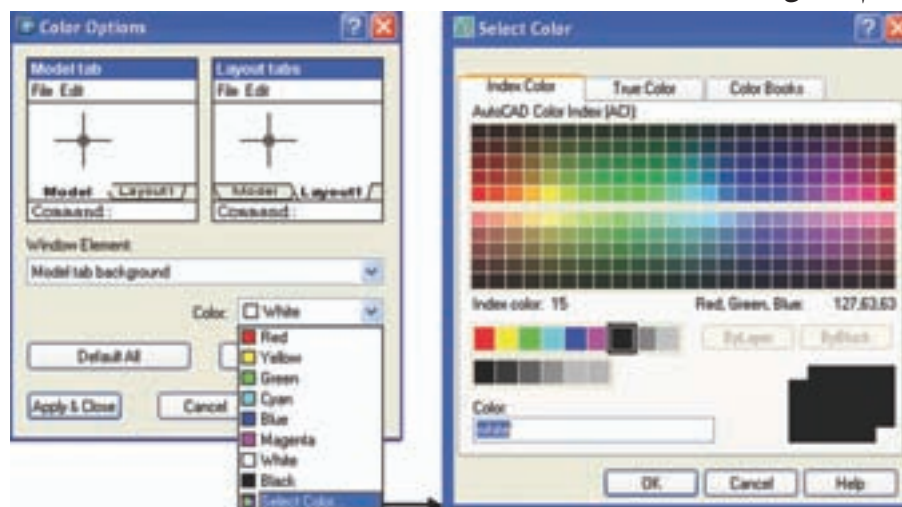 Color Options
Model tab
File Edit
Model Layout1
Command:
Layout tabs
File Edit
Model Layout1
Command:
Window Element:
Model tab background
Color: White
Red
Yellow
Green
Cyan
Blue
Magenta
White
Black
Select Color...
Default All
Apply & Close
Cancel
Select Color
Index Color
True Color
Color Books
AutoCAD Color Index (ACI):
Index color: 15
Red, Green, Blue: 127,63,63
ByLayer
ByBlock
Color:
white
OK
Cancel
Help